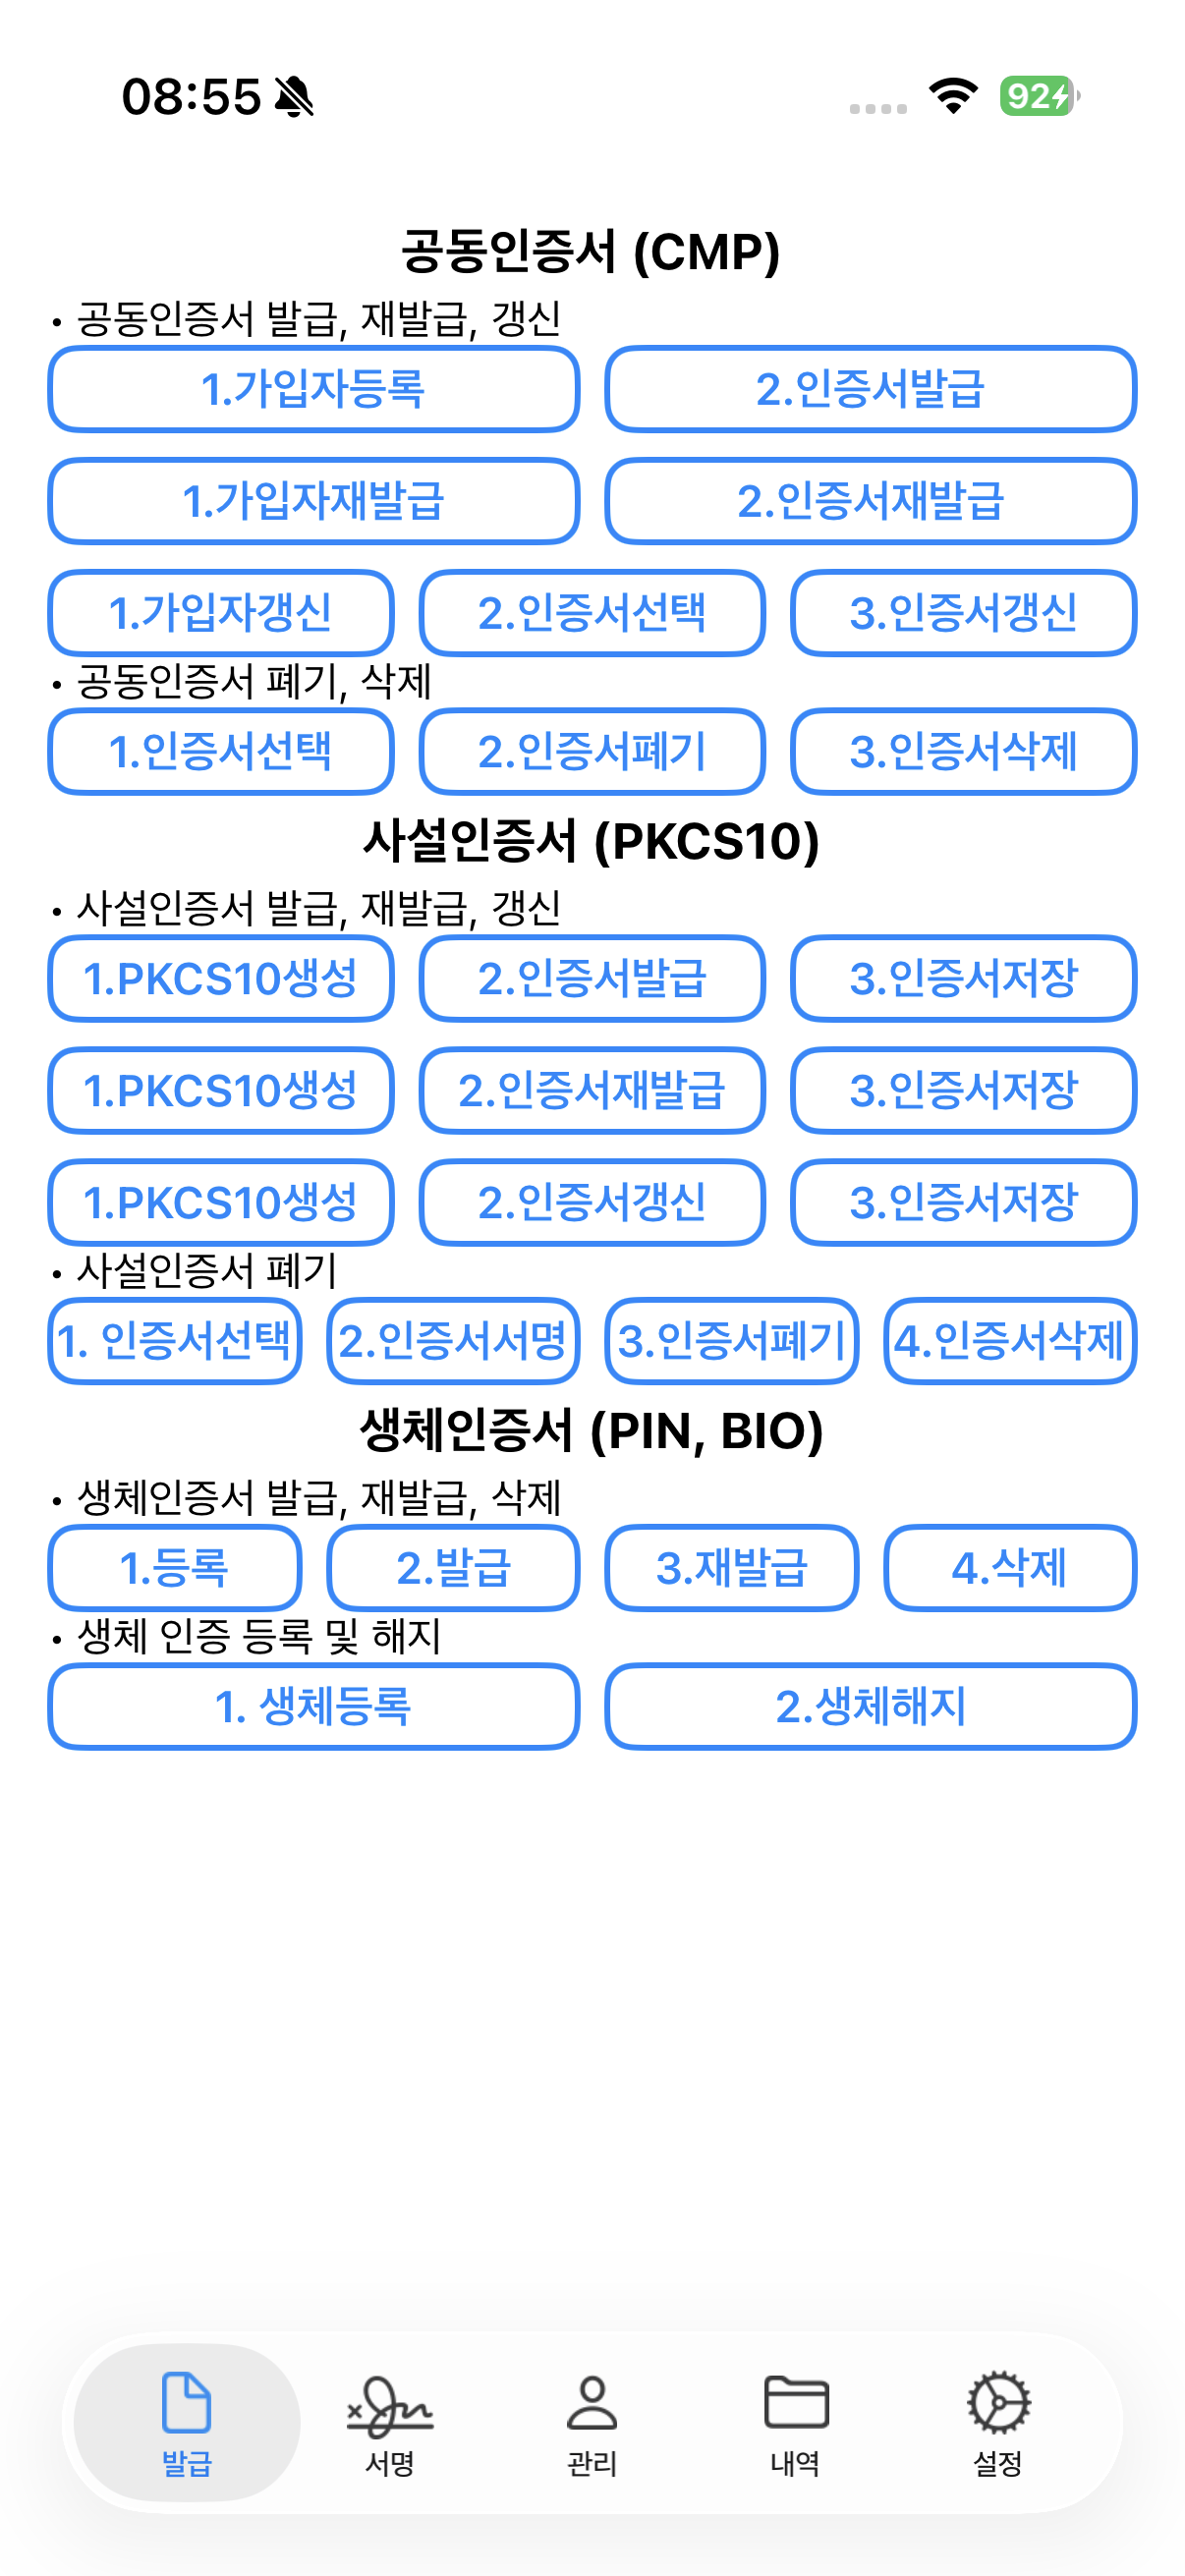 08:55
92
공동인증서 (CMP)
• 공동인증서 발급, 재발급, 갱신
1.가입자등록 2.인증서발급
1.가입자재발급 2.인증서재발급
1.가입자갱신 2.인증서선택 3.인증서갱신
• 공동인증서 폐기, 삭제
1.인증서선택 2.인증서폐기 3.인증서삭제
사설인증서 (PKCS10)
• 사설인증서 발급, 재발급, 갱신
1.PKCS10생성 2.인증서발급 3.인증서저장
1.PKCS10생성 2.인증서재발급 3.인증서저장
1.PKCS10생성 2.인증서갱신 3.인증서저장
• 사설인증서 폐기
1. 인증서선택 2.인증서서명 3.인증서폐기 4.인증서삭제
생체인증서 (PIN, BIO)
• 생체인증서 발급, 재발급, 삭제
1.등록 2.발급 3.재발급 4.삭제
• 생체 인증 등록 및 해지
1. 생체등록 2.생체해지
발급 서명 관리 내역 설정